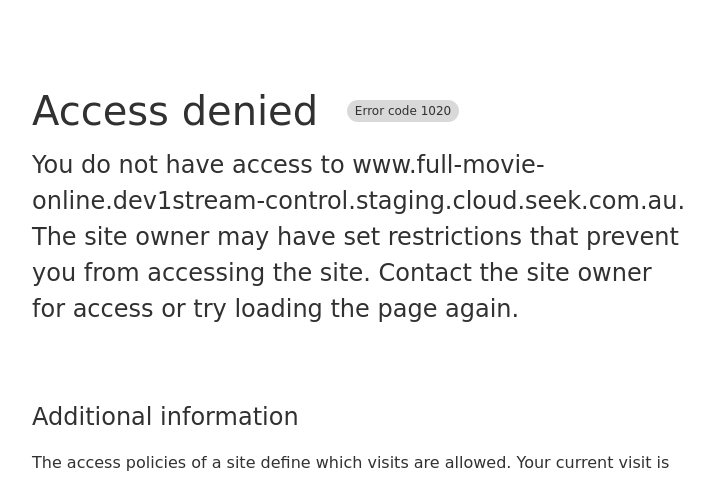 Access denied Error code 1020
You do not have access to www.full-movie-
online.dev1stream-control.staging.cloud.seek.com.au.
The site owner may have set restrictions that prevent
you from accessing the site. Contact the site owner
for access or try loading the page again.
Additional information
The access policies of a site define which visits are allowed. Your current visit is